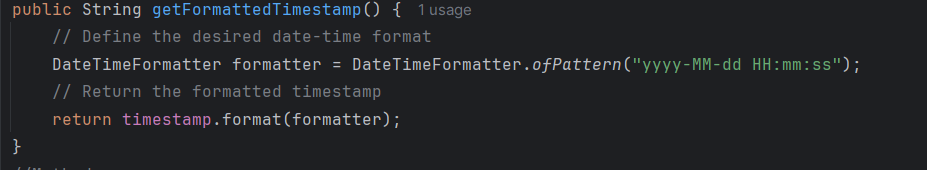 public String getFormattedTimestamp() { 1 usage
    // Define the desired date-time format
    DateTimeFormatter formatter = DateTimeFormatter.ofPattern("yyyy-MM-dd HH:mm:ss");
    // Return the formatted timestamp
    return timestamp.format(formatter);
}